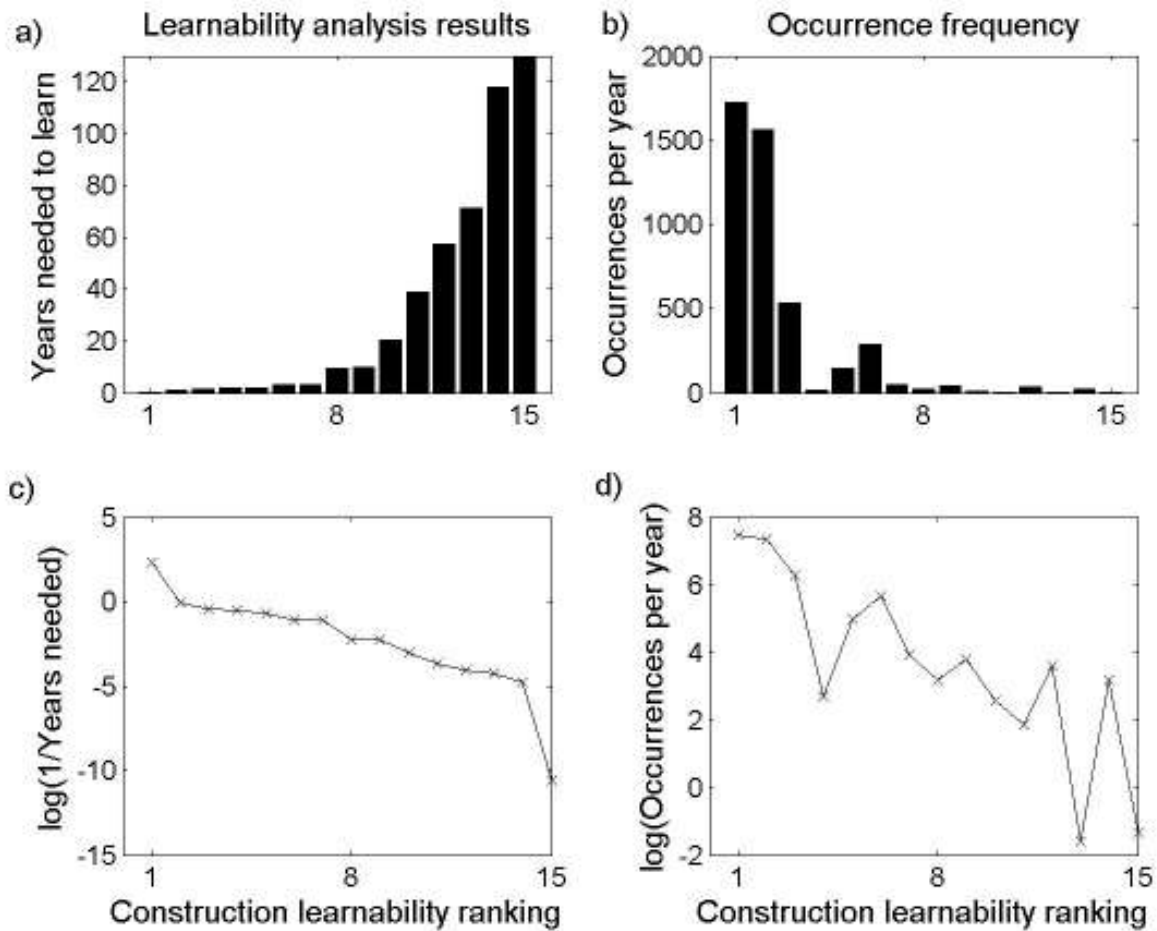 a)
Learnability analysis results
Years needed to learn
120
100
80
60
40
20
0
1
8
15
b)
Occurrence frequency
Occurrences per year
2000
1500
1000
500
0
1
8
15
c)
log(1/Years needed)
5
0
-5
-10
-15
1
8
15
Construction learnability ranking
d)
log(Occurrences per year)
8
6
4
2
0
-2
1
8
15
Construction learnability ranking